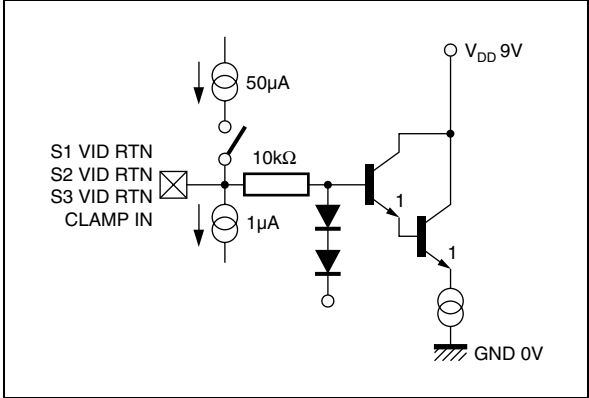 V_DD 9V
50µA
S1 VID RTN
S2 VID RTN
S3 VID RTN
CLAMP IN
10kΩ
1µA
1
1
GND 0V